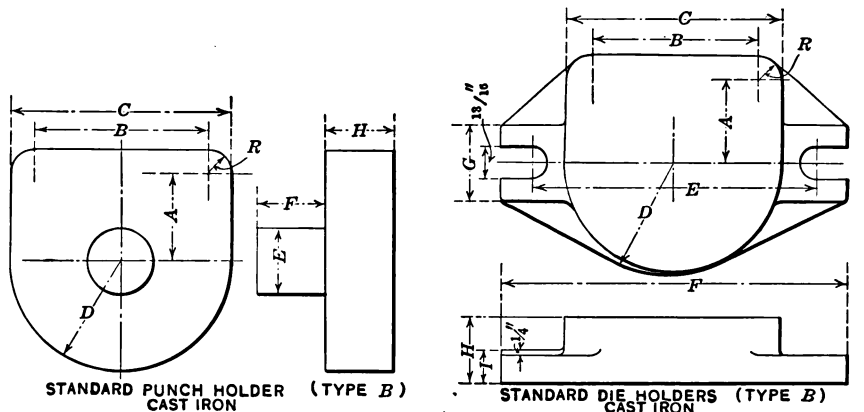 C
B
R
A
D
H
F
E
STANDARD PUNCH HOLDER (TYPE B)
CAST IRON
C
B
R
13/16"
A
G
E
D
F
H
I
1/4"
STANDARD DIE HOLDERS (TYPE B)
CAST IRON